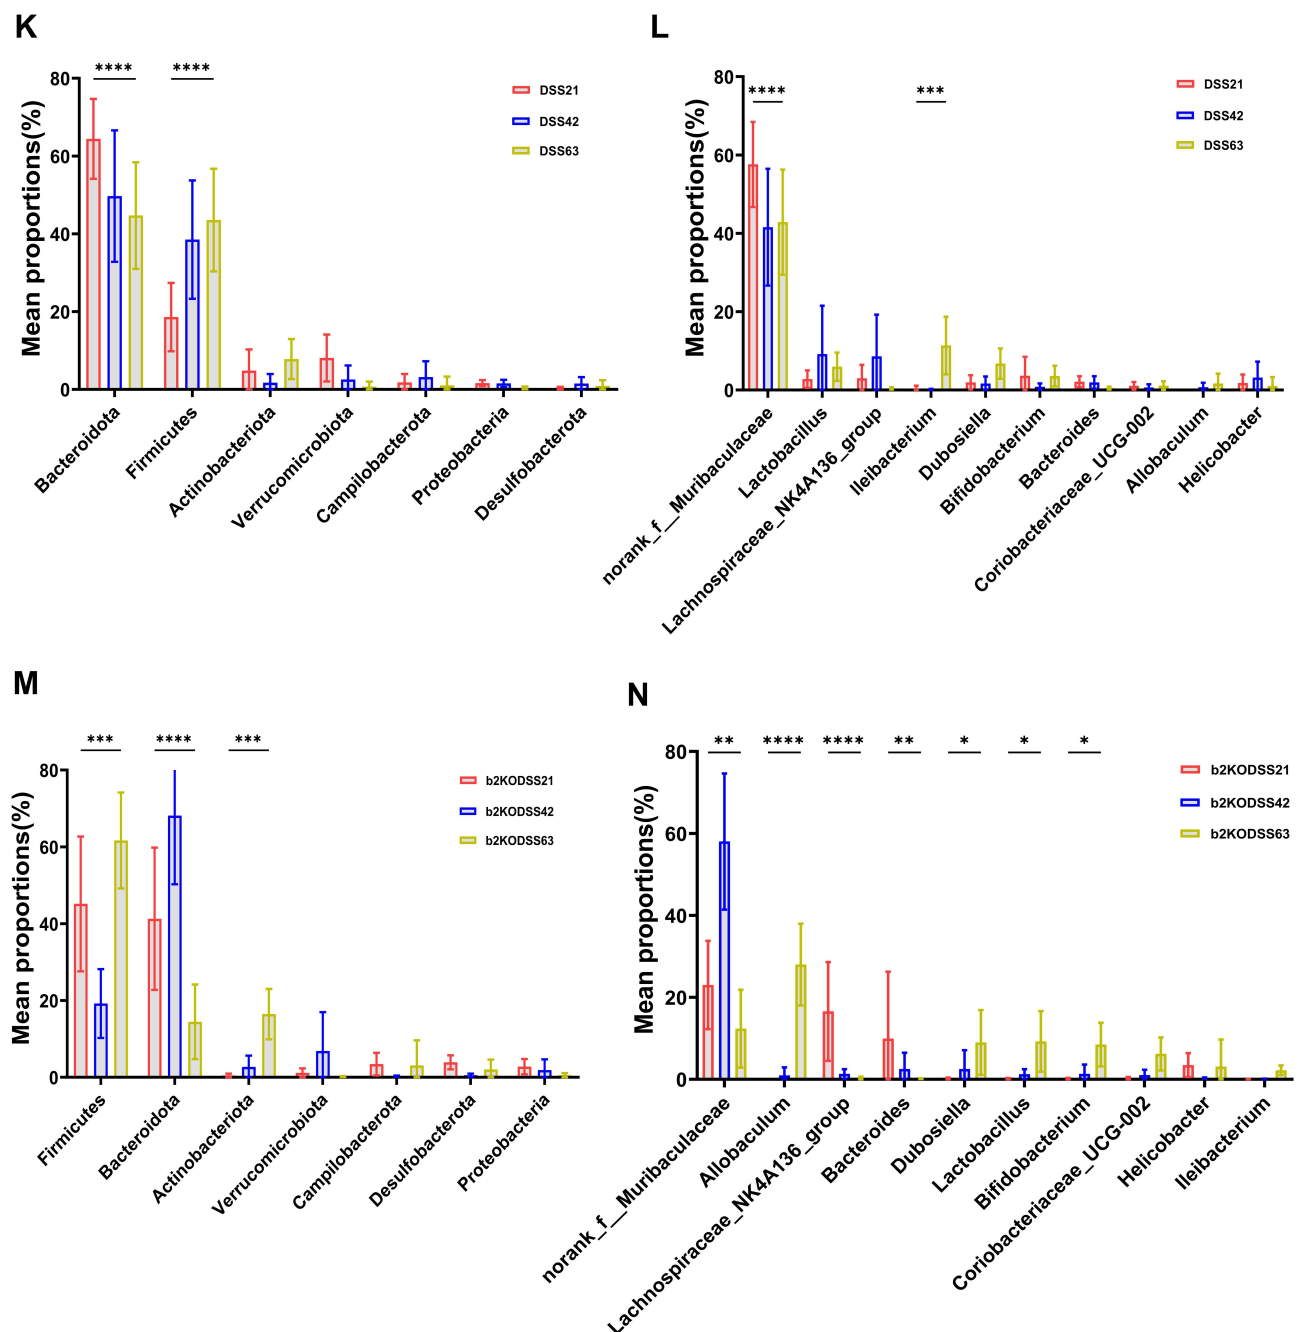 K
**** ****
80
60
40
20
0
Mean proportions(%)
DSS21
DSS42
DSS63
Bacteroidota
Firmicutes
Actinobacteriota
Verrucomicrobiota
Campilobacterota
Proteobacteria
Desulfobacterota
L
**** ***
80
60
40
20
0
Mean proportions(%)
DSS21
DSS42
DSS63
norank_f__Muribaculaceae
Lactobacillus
Lachnospiraceae_NK4A136_group
Ileibacterium
Dubosiella
Bifidobacterium
Bacteroides
Coriobacteriaceae_UCG-002
Allobaculum
Helicobacter
M
*** **** ***
80
60
40
20
0
Mean proportions(%)
b2KODSS21
b2KODSS42
b2KODSS63
Firmicutes
Bacteroidota
Actinobacteriota
Verrucomicrobiota
Campilobacterota
Desulfobacterota
Proteobacteria
N
** **** **** ** * * *
80
60
40
20
0
Mean proportions(%)
b2KODSS21
b2KODSS42
b2KODSS63
norank_f__Muribaculaceae
Allobaculum
Lachnospiraceae_NK4A136_group
Bacteroides
Dubosiella
Lactobacillus
Bifidobacterium
Coriobacteriaceae_UCG-002
Helicobacter
Ileibacterium